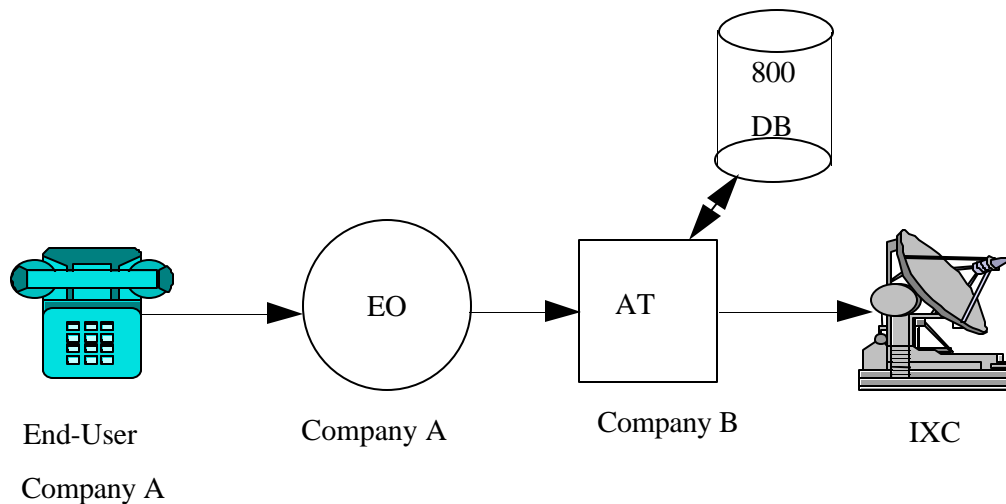 800
DB
EO
AT
End-User
Company A
Company A
Company B
IXC